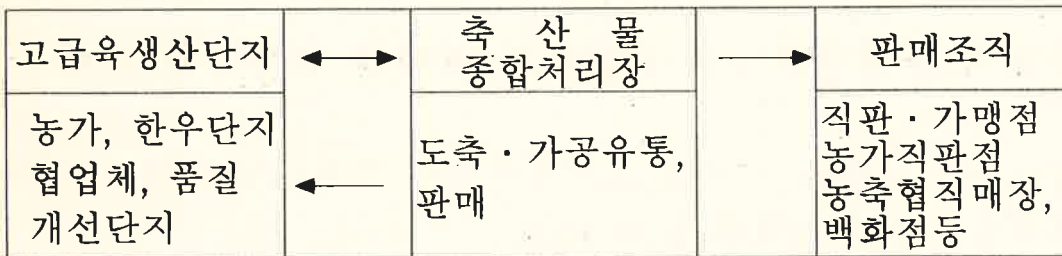 고급육생산단지
축 산 물
종합처리장
판매조직
농가, 한우단지
협업체, 품질
개선단지
도축 · 가공유통,
판매
직판 · 가맹점
농가직판점
농축협직매장,
백화점등